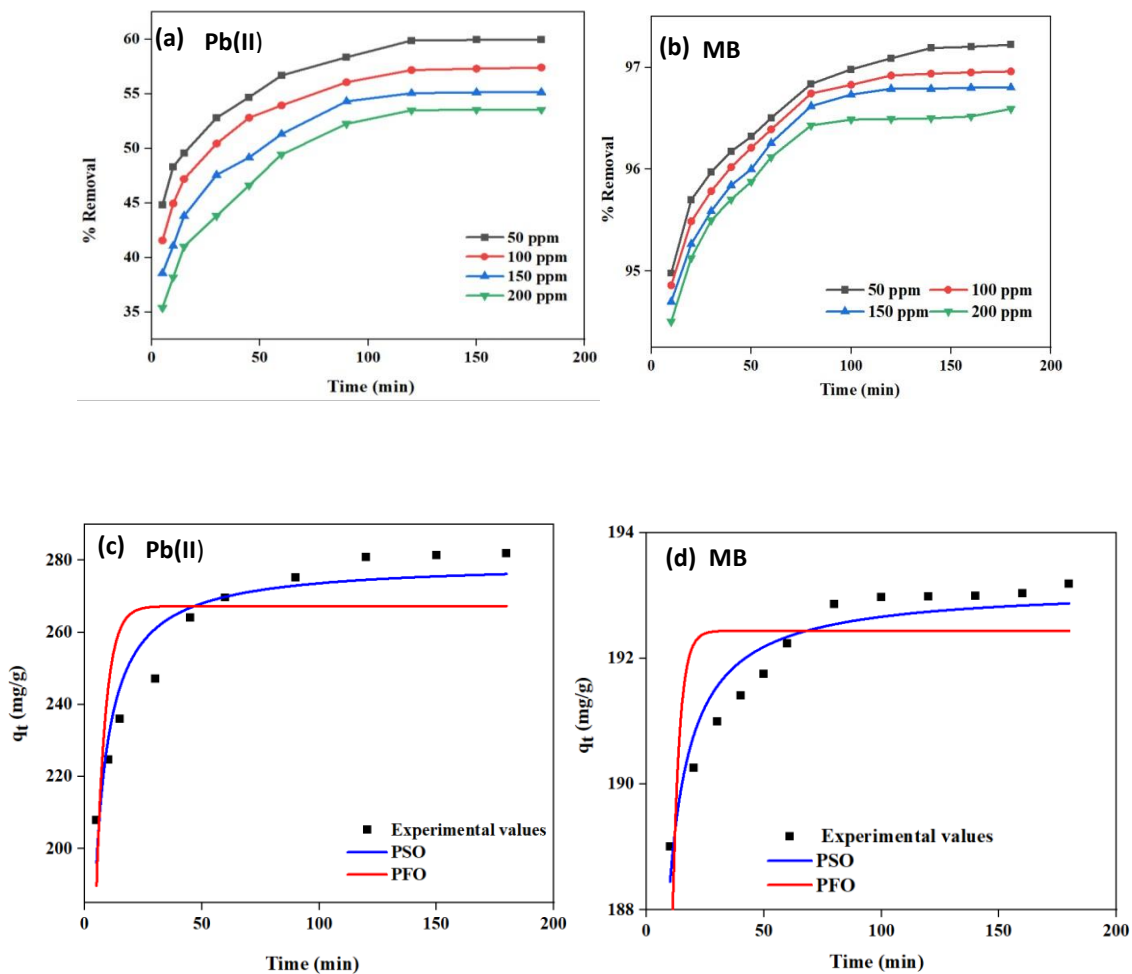 (a) Pb(II)
60
55
50
45
40
35
% Removal
50 ppm
100 ppm
150 ppm
200 ppm
0 50 100 150 200
Time (min)
(b) MB
97
96
95
% Removal
50 ppm 100 ppm
150 ppm 200 ppm
0 50 100 150 200
Time (min)
(c) Pb(II)
280
260
240
220
200
qt (mg/g)
Experimental values
PSO
PFO
0 50 100 150 200
Time (min)
(d) MB
194
192
190
188
qt (mg/g)
Experimental values
PSO
PFO
0 50 100 150 200
Time (min)